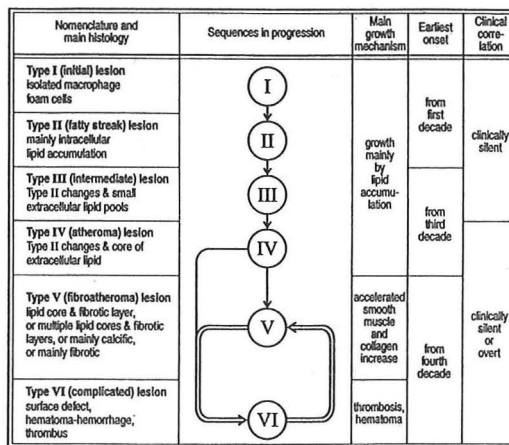 Nomenclature and
main histology
Sequences in progression
Main
growth
mechanism
Earliest
onset
Clinical
corre-
lation
Type I (initial) lesion
isolated macrophage
foam cells
Type II (fatty streak) lesion
mainly intracellular
lipid accumulation
Type III (intermediate) lesion
Type II changes & small
extracellular lipid pools
Type IV (atheroma) lesion
Type II changes & core of
extracellular lipid
Type V (fibroatheroma) lesion
lipid core & fibrotic layer,
or multiple lipid cores & fibrotic
layers, or mainly calcific,
or mainly fibrotic
Type VI (complicated) lesion
surface defect,
hematoma-hemorrhage,
thrombus
I
II
III
IV
V
VI
growth
mainly
by
lipid
accumu-
lation
accelerated
smooth
muscle
and
collagen
increase
thrombosis,
hematoma
from
first
decade
from
third
decade
from
fourth
decade
clinically
silent
clinically
silent
or
overt